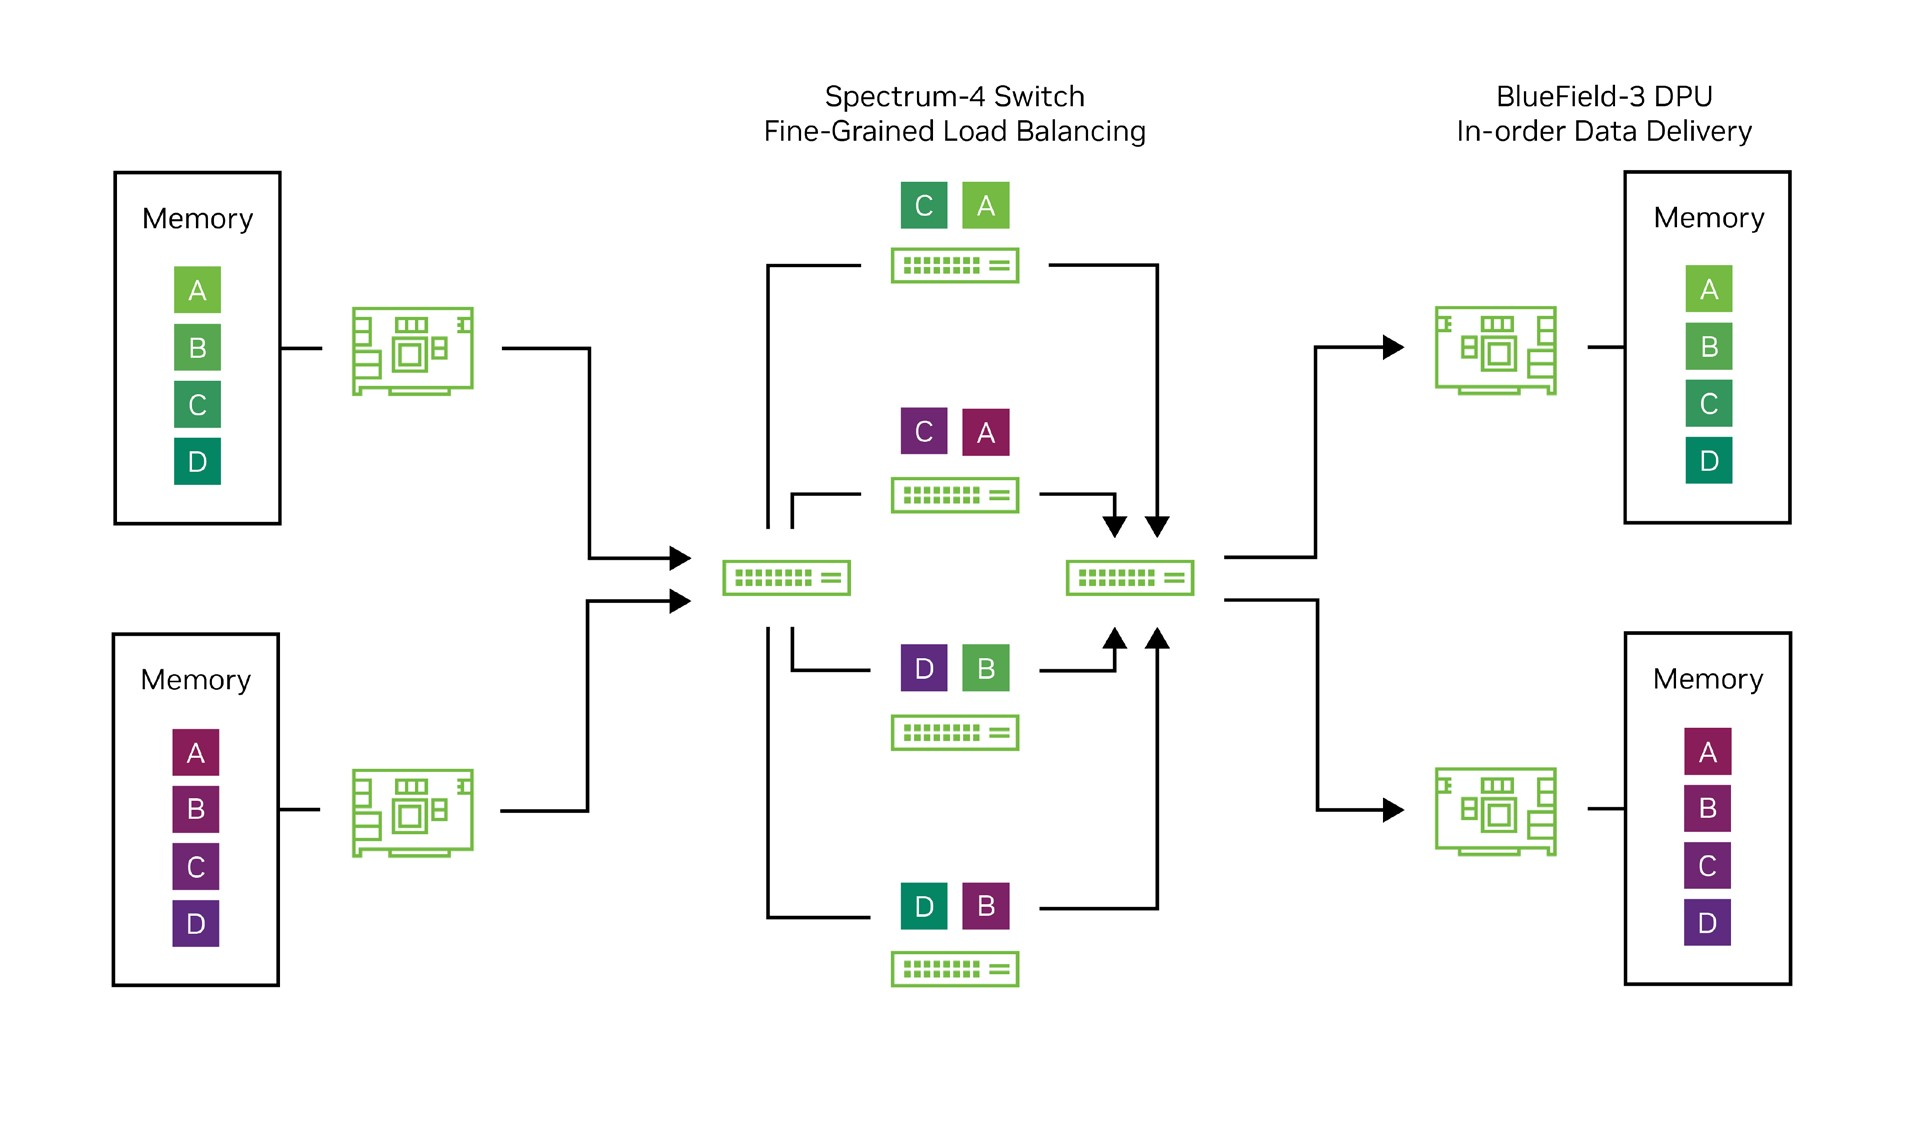 Spectrum-4 Switch
Fine-Grained Load Balancing
BlueField-3 DPU
In-order Data Delivery
Memory
A
B
C
D
Memory
A
B
C
D
C A
C A
D B
D B
Memory
A
B
C
D
Memory
A
B
C
D